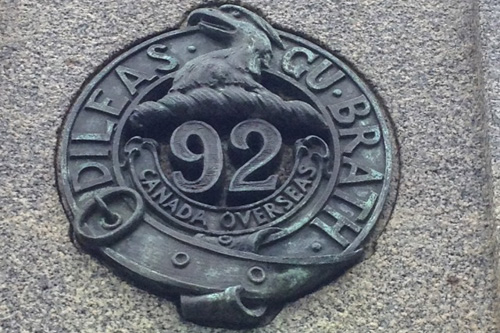 DILEAS · GU · BRATH
92
CANADA OVERSEAS